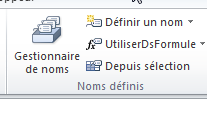 Définir un nom
UtiliserDsFormule
Gestionnaire
de noms
Depuis sélection
Noms définis